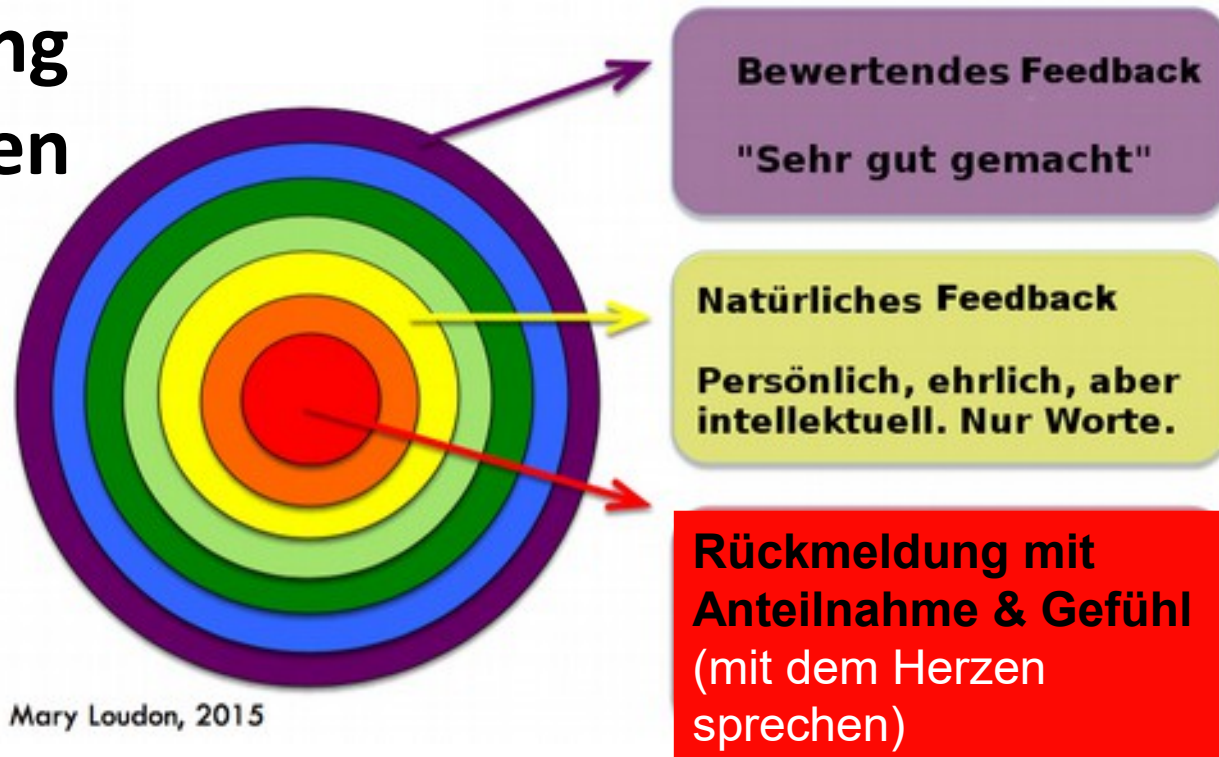 ng
en
Bewertendes Feedback
"Sehr gut gemacht"
Natürliches Feedback
Persönlich, ehrlich, aber
intellektuell. Nur Worte.
Rückmeldung mit
Anteilnahme & Gefühl
(mit dem Herzen
sprechen)
Mary Loudon, 2015